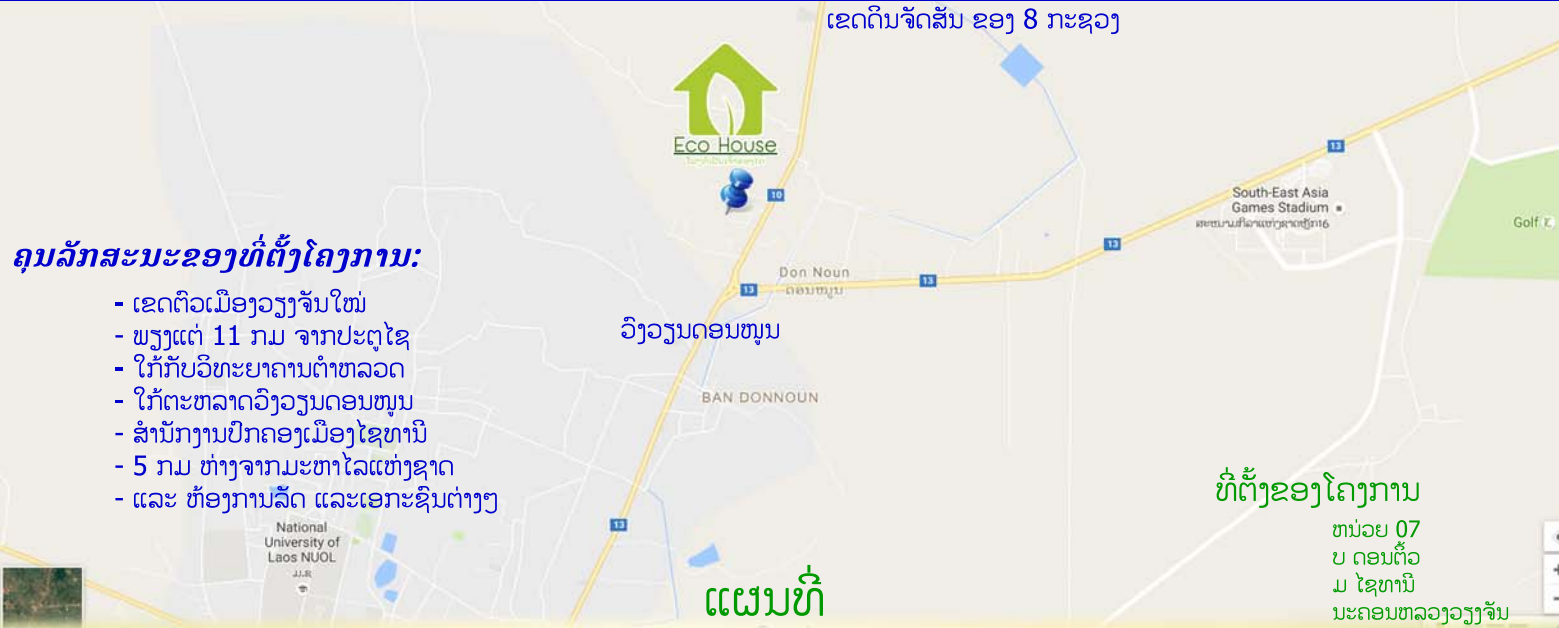 ເຂດດິນຈັດສັນ ຂອງ 8 ກະຊວງ
Eco House
13
10
South-East Asia
Games Stadium
Golf
13
ຄຸນລັກສະນະຂອງທີ່ຕັ້ງໂຄງການ:
Don Noun
ດອນໜູນ
13
13
- ເຂດຕົວເມືອງວຽງຈັນໃໝ່
- ພຽງແຕ່ 11 ກມ ຈາກປະຕູໄຊ
- ໃກ້ກັບວິທະຍາຄານຕຳຫລວດ
- ໃກ້ຕະຫລາດວົງວຽນດອນໜູນ
- ສຳນັກງານປົກຄອງເມືອງໄຊທານີ
- 5 ກມ ຫ່າງຈາກມະຫາໄລແຫ່ງຊາດ
- ແລະ ຫ້ອງການລັດ ແລະເອກະຊົນຕ່າງໆ
ວົງວຽນດອນໜູນ
BAN DONNOUN
National
University of
Laos NUOL
13
ແຜນທີ່
ທີ່ຕັ້ງຂອງໂຄງການ
ຫນ່ວຍ 07
ບ ດອນຕິ້ວ
ມ ໄຊທານີ
ນະຄອນຫລວງວຽງຈັນ